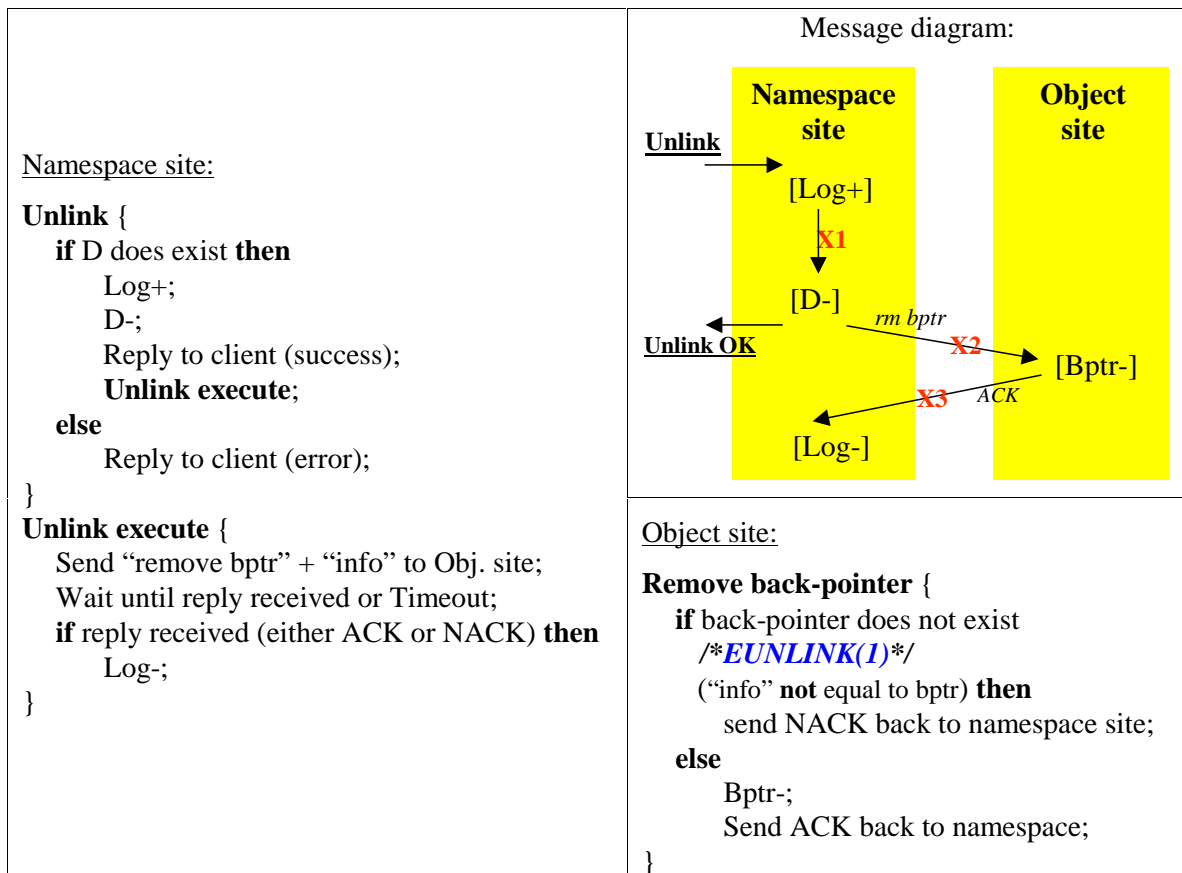 Namespace site:
Unlink {
if D does exist then
Log+;
D-;
Reply to client (success);
Unlink execute;
else
Reply to client (error);
}
Unlink execute {
Send “remove bptr” + “info” to Obj. site;
Wait until reply received or Timeout;
if reply received (either ACK or NACK) then
Log-;
}
Message diagram:
Namespace
site
Object
site
Unlink
[Log+]
X1
[D-]
rm bptr
Unlink OK
X2
[Bptr-]
X3
ACK
[Log-]
Object site:
Remove back-pointer {
if back-pointer does not exist
/*EUNLINK(1)*/
(“info” not equal to bptr) then
send NACK back to namespace site;
else
Bptr-;
Send ACK back to namespace;
}